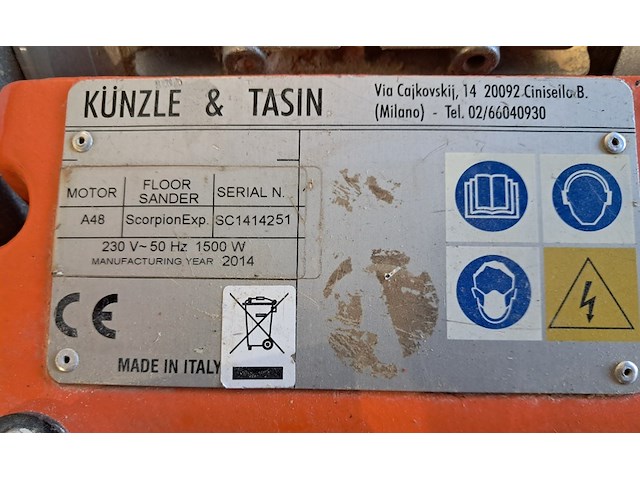 KÜNZLE & TASIN
Via Cajkovskij, 14 20092 Cinisello B.
(Milano) - Tel. 02/66040930
MOTOR FLOOR SANDER SERIAL N.
A48 ScorpionExp. SC1414251
230 V~50 Hz 1500 W
MANUFACTURING YEAR 2014
CE
MADE IN ITALY